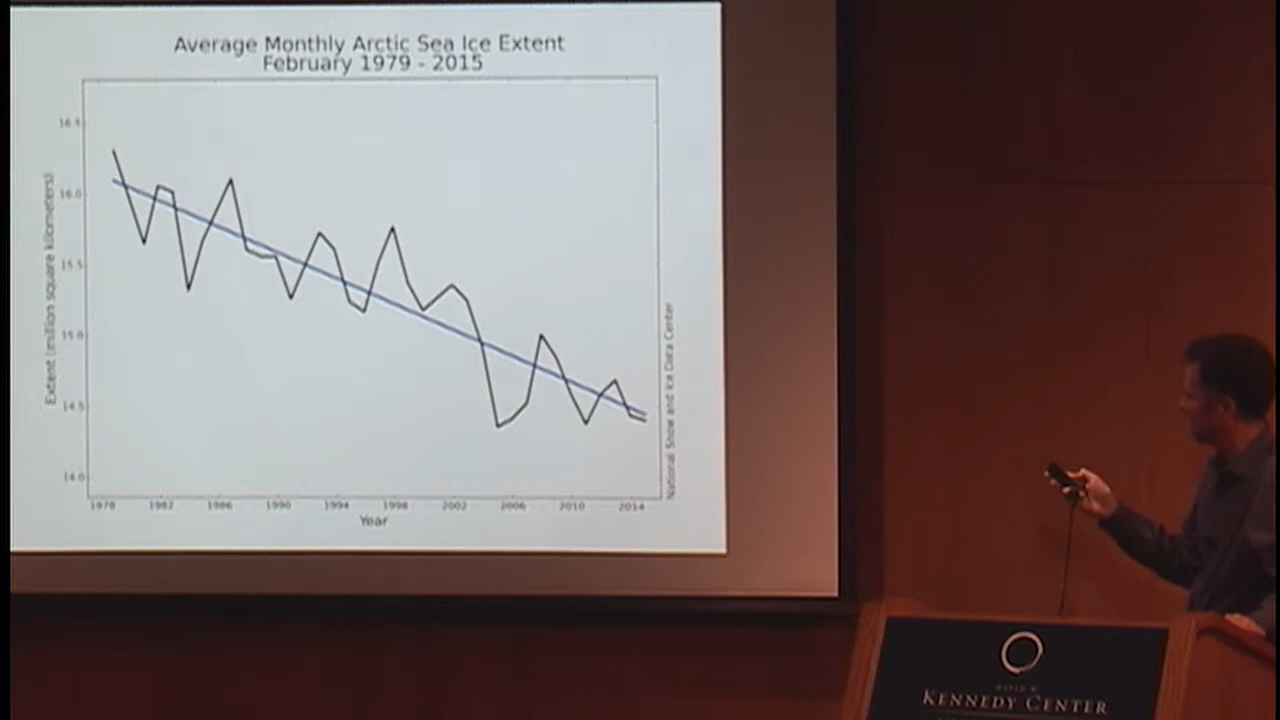 Average Monthly Arctic Sea Ice Extent
February 1979 - 2015
Extent (million square kilometers)
16.5
16.0
15.5
15.0
14.5
14.0
1978 1982 1986 1990 1994 1998 2002 2006 2010 2014
Year
National Snow and Ice Data Center
KENNEDY CENTER